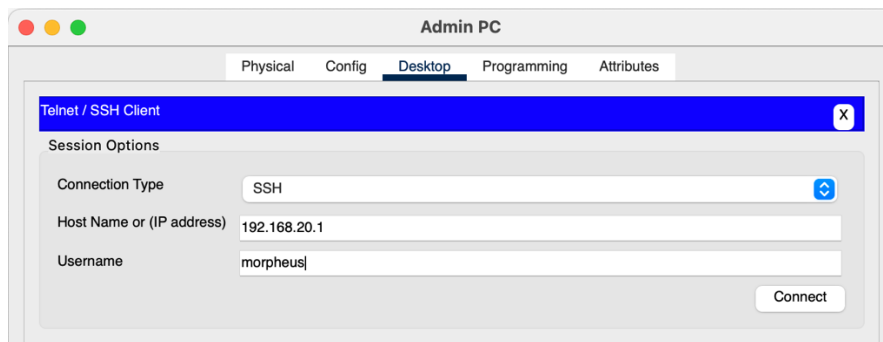 Admin PC
Physical Config Desktop Programming Attributes
Telnet / SSH Client X
Session Options
Connection Type SSH
Host Name or (IP address) 192.168.20.1
Username morpheus
Connect